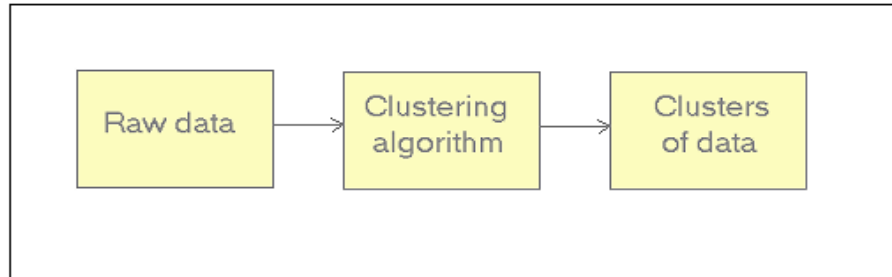 Raw data
Clustering
algorithm
Clusters
of data